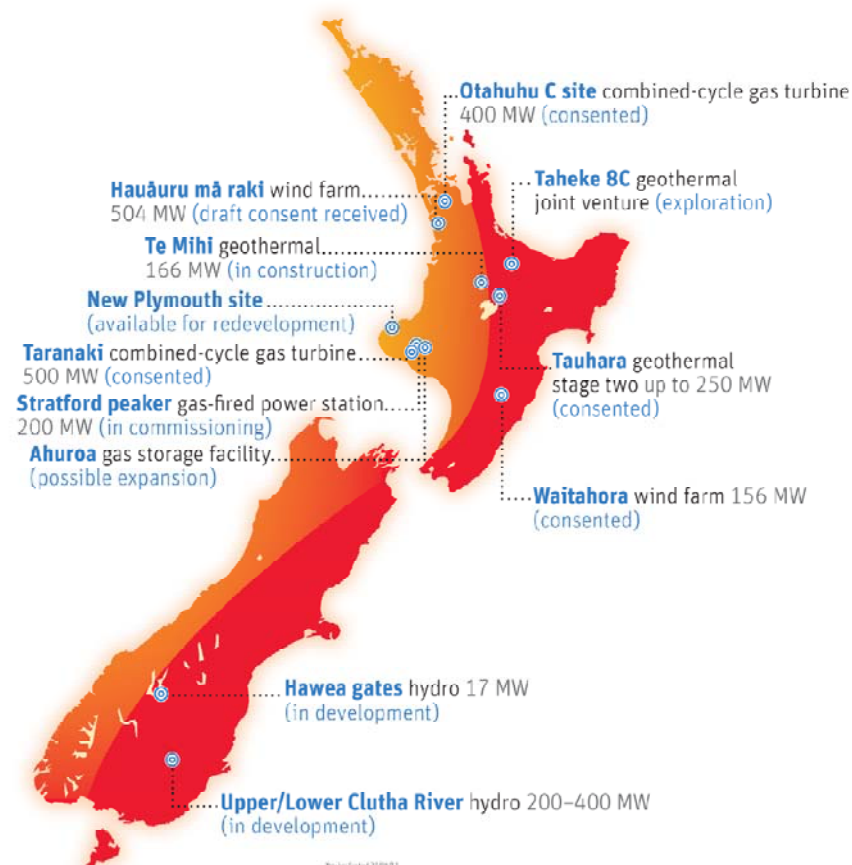 Otahuhu C site combined-cycle gas turbine
400 MW (consented)
Hauāuru mā raki wind farm
504 MW (draft consent received)
Taheke 8C geothermal
joint venture (exploration)
Te Mihi geothermal
166 MW (in construction)
New Plymouth site
(available for redevelopment)
Taranaki combined-cycle gas turbine
500 MW (consented)
Tauhara geothermal
stage two up to 250 MW
(consented)
Stratford peaker gas-fired power station
200 MW (in commissioning)
Ahuroa gas storage facility
(possible expansion)
Waitahora wind farm 156 MW
(consented)
Hawea gates hydro 17 MW
(in development)
Upper/Lower Clutha River hydro 200–400 MW
(in development)